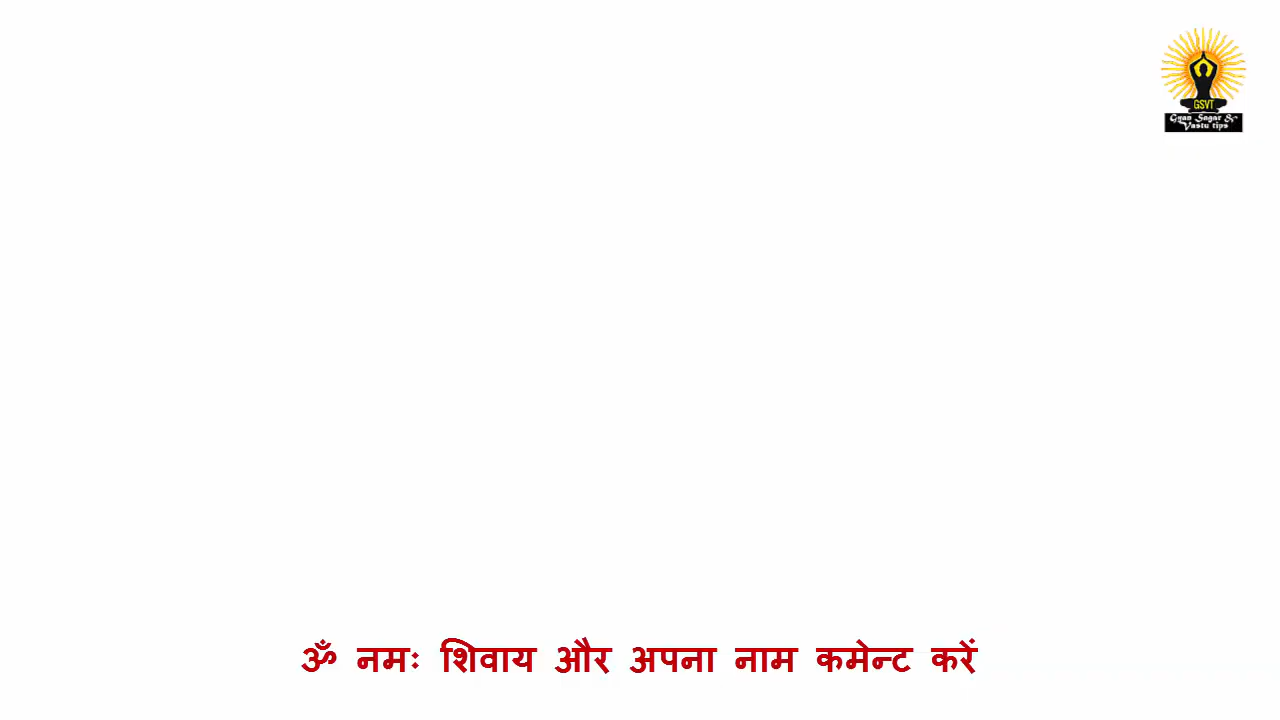 GSVT
Gyan Sagar &
Vastu tips
ॐ नमः शिवाय और अपना नाम कमेन्ट करें